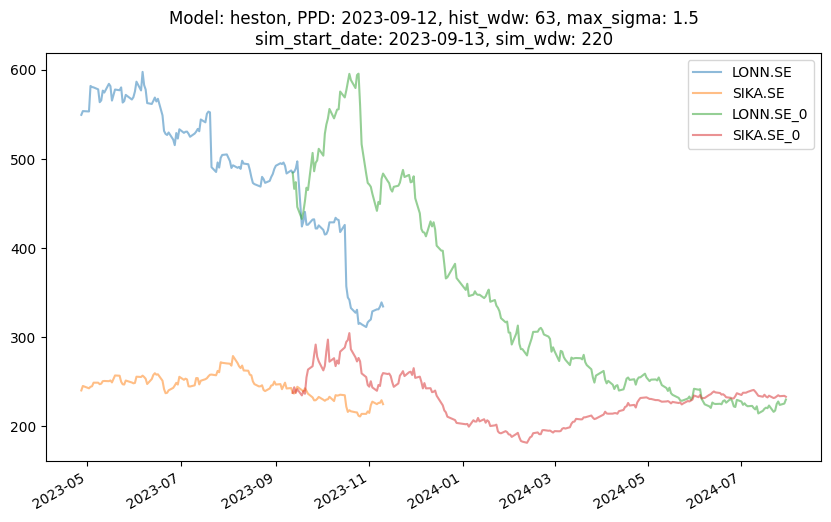 Model: heston, PPD: 2023-09-12, hist_wdw: 63, max_sigma: 1.5
sim_start_date: 2023-09-13, sim_wdw: 220
LONN.SE
SIKA.SE
LONN.SE_0
SIKA.SE_0
600
500
400
300
200
2023-05
2023-07
2023-09
2023-11
2024-01
2024-03
2024-05
2024-07